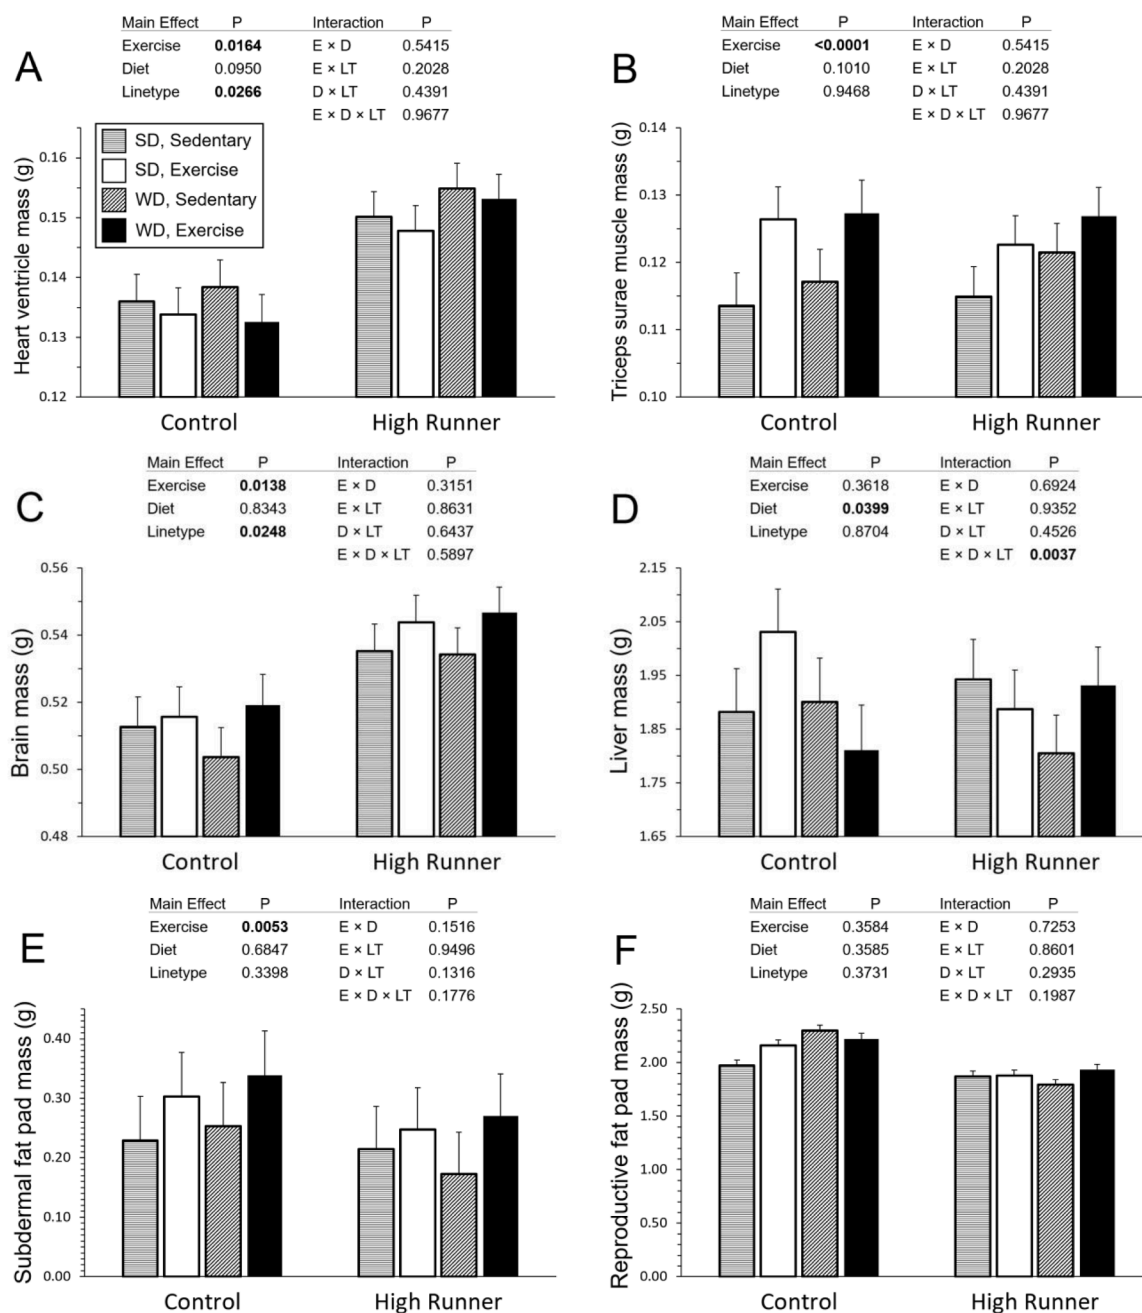 A
Main Effect P Interaction P
Exercise 0.0164 E × D 0.5415
Diet 0.0950 E × LT 0.2028
Linetype 0.0266 D × LT 0.4391
E × D × LT 0.9677
SD, Sedentary
SD, Exercise
WD, Sedentary
WD, Exercise
Heart ventricle mass (g)
0.16
0.15
0.14
0.13
0.12
Control High Runner
B
Main Effect P Interaction P
Exercise <0.0001 E × D 0.5415
Diet 0.1010 E × LT 0.2028
Linetype 0.9468 D × LT 0.4391
E × D × LT 0.9677
Triceps surae muscle mass (g)
0.14
0.13
0.12
0.11
0.10
Control High Runner
C
Main Effect P Interaction P
Exercise 0.0138 E × D 0.3151
Diet 0.8343 E × LT 0.8631
Linetype 0.0248 D × LT 0.6437
E × D × LT 0.5897
Brain mass (g)
0.56
0.54
0.52
0.50
0.48
Control High Runner
D
Main Effect P Interaction P
Exercise 0.3618 E × D 0.6924
Diet 0.0399 E × LT 0.9352
Linetype 0.8704 D × LT 0.4526
E × D × LT 0.0037
Liver mass (g)
2.15
2.05
1.95
1.85
1.75
1.65
Control High Runner
E
Main Effect P Interaction P
Exercise 0.0053 E × D 0.1516
Diet 0.6847 E × LT 0.9496
Linetype 0.3398 D × LT 0.1316
E × D × LT 0.1776
Subdermal fat pad mass (g)
0.40
0.30
0.20
0.10
0.00
Control High Runner
F
Main Effect P Interaction P
Exercise 0.3584 E × D 0.7253
Diet 0.3585 E × LT 0.8601
Linetype 0.3731 D × LT 0.2935
E × D × LT 0.1987
Reproductive fat pad mass (g)
2.50
2.00
1.50
1.00
0.50
0.00
Control High Runner